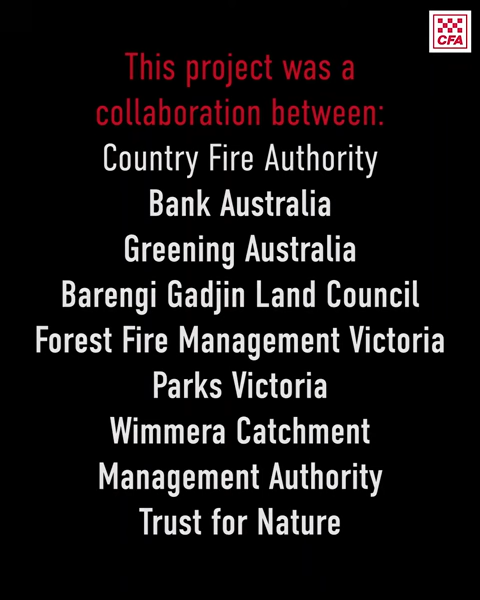 CFA
This project was a
collaboration between:
Country Fire Authority
Bank Australia
Greening Australia
Barengi Gadjin Land Council
Forest Fire Management Victoria
Parks Victoria
Wimmera Catchment
Management Authority
Trust for Nature